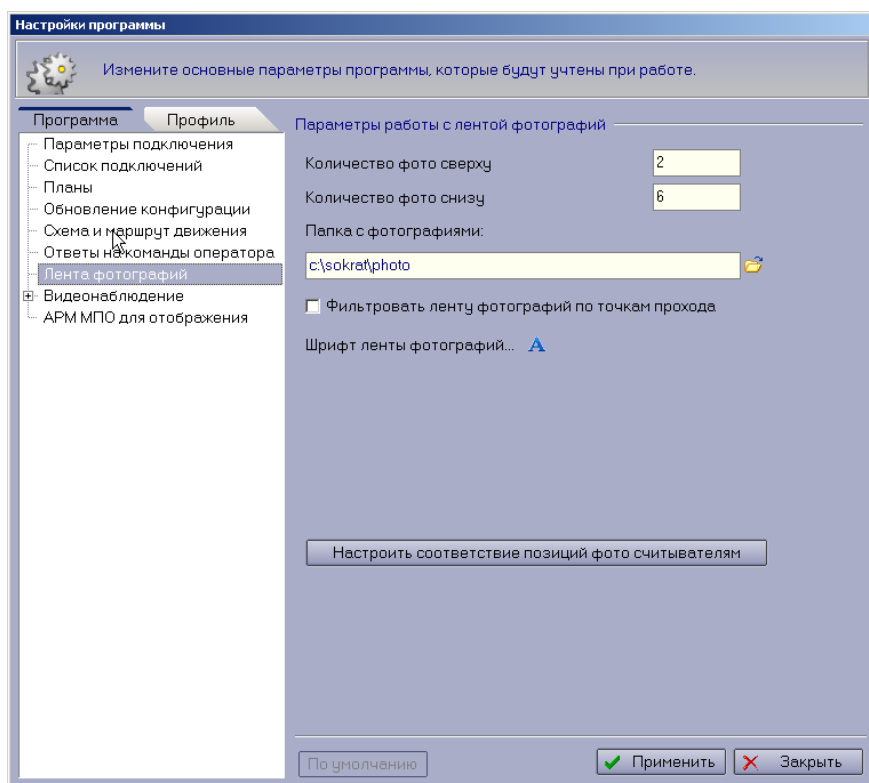 Настройки программы
Измените основные параметры программы, которые будут учтены при работе.
Программа
Профиль
Параметры подключения
Список подключений
Планы
Обновление конфигурации
Схема и маршрут движения
Ответы на команды оператора
Лента фотографий
Видеонаблюдение
АРМ МПО для отображения
Параметры работы с лентой фотографий
Количество фото сверху 2
Количество фото снизу 6
Папка с фотографиями:
c:\sokrat\photo
Фильтровать ленту фотографий по точкам прохода
Шрифт ленты фотографий... A
Настроить соответствие позиций фото считывателям
По умолчанию
Применить
Закрыть